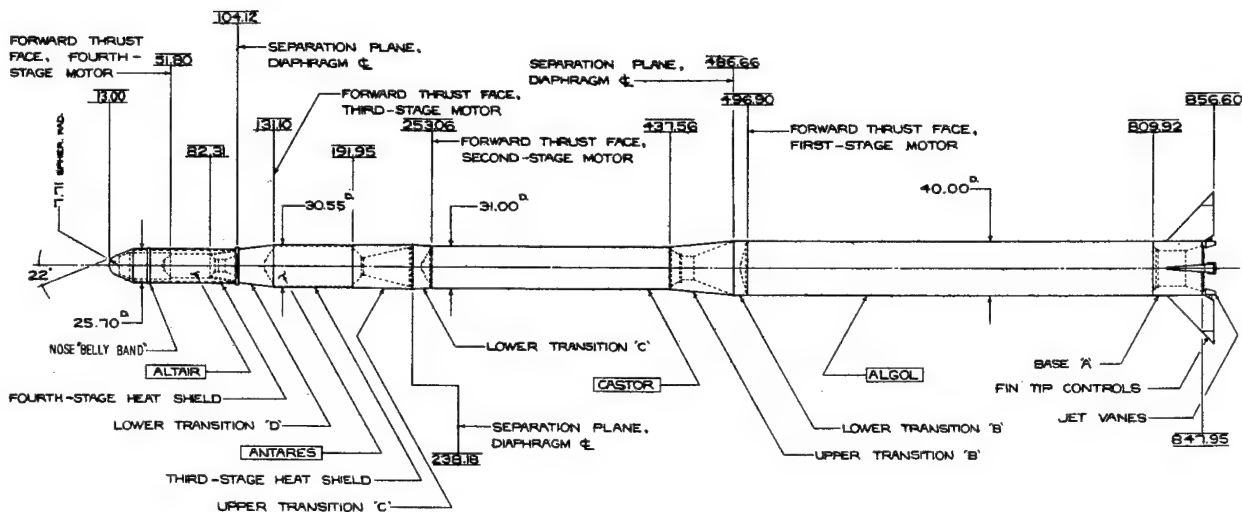 104.12
FORWARD THRUST
FACE, FOURTH-
STAGE MOTOR
31.80
13.00
SEPARATION PLANE,
DIAPHRAGM ℄
FORWARD THRUST FACE,
THIRD-STAGE MOTOR
131.10
82.31
191.95
253.06
FORWARD THRUST FACE,
SECOND-STAGE MOTOR
SEPARATION PLANE,
DIAPHRAGM ℄
486.66
496.90
437.56
FORWARD THRUST FACE,
FIRST-STAGE MOTOR
856.60
809.92
7.71 SPHER. RAD.
22°
30.55 D.
31.00 D.
40.00 D.
25.70 D.
NOSE "BELLY BAND"
ALTAIR
FOURTH-STAGE HEAT SHIELD
LOWER TRANSITION 'D'
ANTARES
THIRD-STAGE HEAT SHIELD
UPPER TRANSITION 'C'
LOWER TRANSITION 'C'
SEPARATION PLANE,
DIAPHRAGM ℄
238.18
CASTOR
ALGOL
LOWER TRANSITION 'B'
UPPER TRANSITION 'B'
BASE 'A'
FIN TIP CONTROLS
JET VANES
847.95